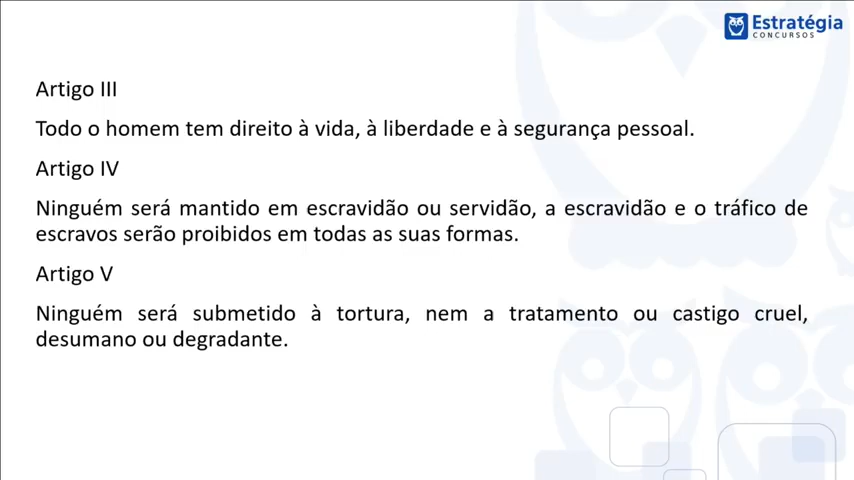 Estratégia
CONCURSOS
Artigo III
Todo o homem tem direito à vida, à liberdade e à segurança pessoal.
Artigo IV
Ninguém será mantido em escravidão ou servidão, a escravidão e o tráfico de
escravos serão proibidos em todas as suas formas.
Artigo V
Ninguém será submetido à tortura, nem a tratamento ou castigo cruel,
desumano ou degradante.